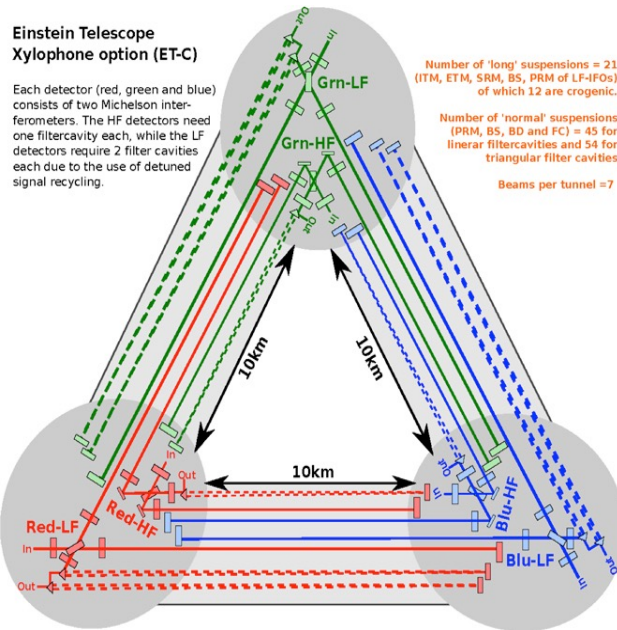 Einstein Telescope
Xylophone option (ET-C)
Each detector (red, green and blue)
consists of two Michelson inter-
ferometers. The HF detectors need
one filtercavity each, while the LF
detectors require 2 filter cavities
each due to the use of detuned
signal recycling.
Number of 'long' suspensions = 21
(ITM, ETM, SRM, BS, PRM of LF-IFOs)
of which 12 are crogenic.
Number of 'normal' suspensions
(PRM, BS, BD and FC) = 45 for
linerar filtercavities and 54 for
triangular filter cavities
Beams per tunnel =7
Out
In
Grn-LF
Grn-HF
Out
In
10km
10km
10km
In
Out
Red-HF
Red-LF
In
Out
Out
In
Blu-HF
Blu-LF
In
Out